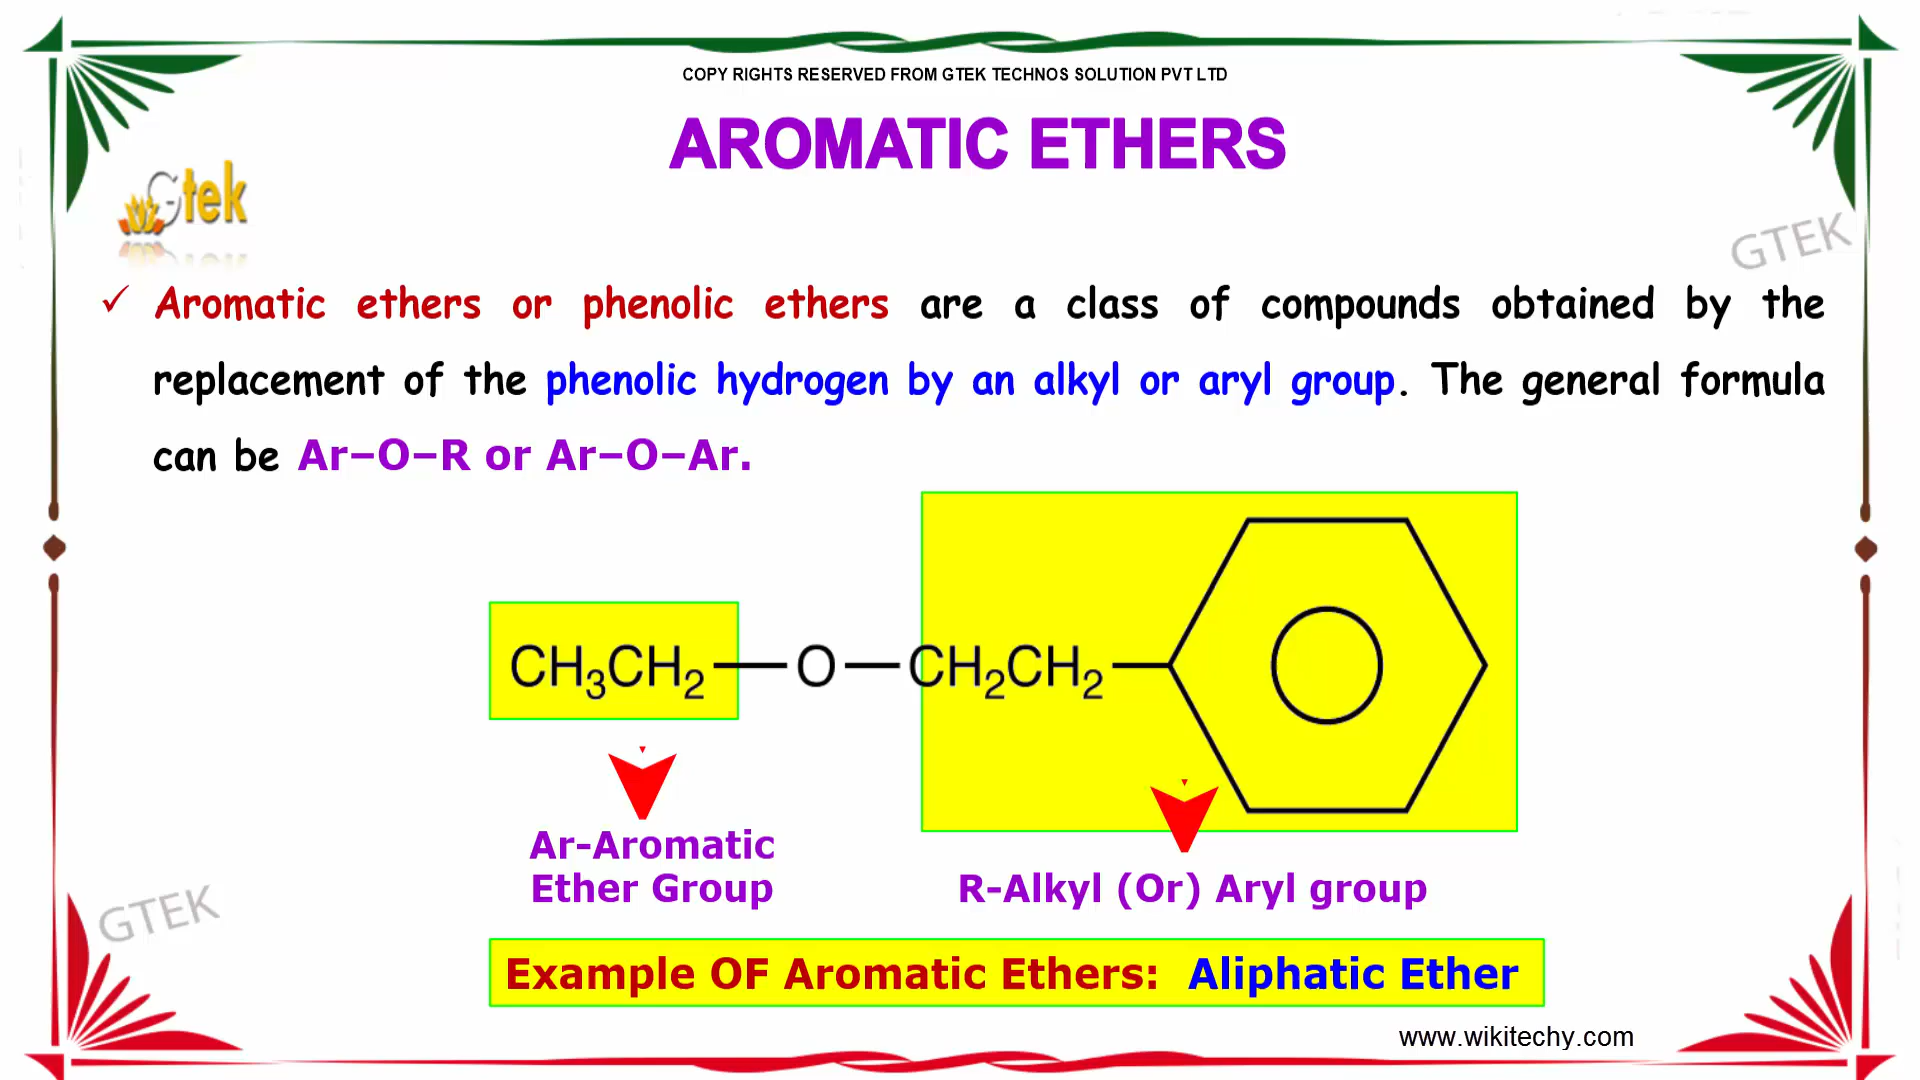 COPY RIGHTS RESERVED FROM GTEK TECHNOS SOLUTION PVT LTD
AROMATIC ETHERS
Gtek
GTEK
✓ Aromatic ethers or phenolic ethers are a class of compounds obtained by the
replacement of the phenolic hydrogen by an alkyl or aryl group. The general formula
can be Ar–O–R or Ar–O–Ar.
CH₃CH₂—O—CH₂CH₂
Ar-Aromatic
Ether Group
R-Alkyl (Or) Aryl group
GTEK
Example OF Aromatic Ethers: Aliphatic Ether
www.wikitechy.com